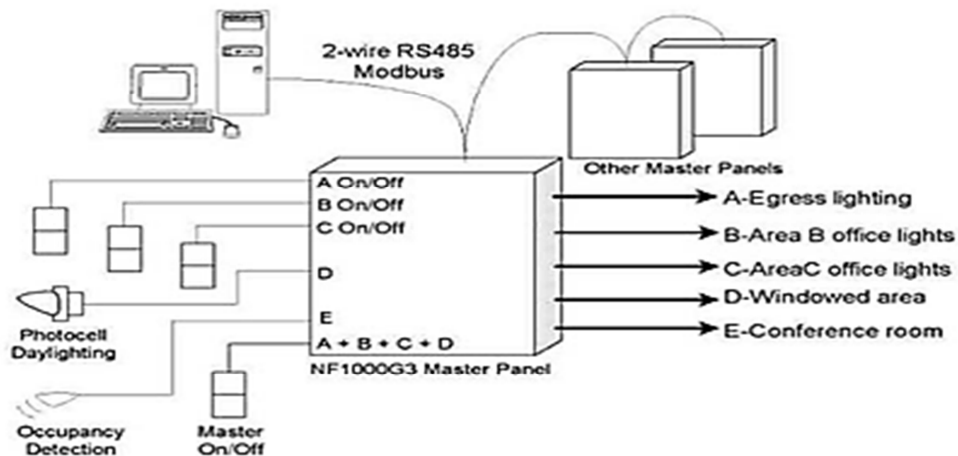 2-wire RS485
Modbus
Other Master Panels
A On/Off
B On/Off
C On/Off
D
E
A + B + C + D
NF1000G3 Master Panel
Photocell
Daylighting
Occupancy
Detection
Master
On/Off
A-Egress lighting
B-Area B office lights
C-AreaC office lights
D-Windowed area
E-Conference room